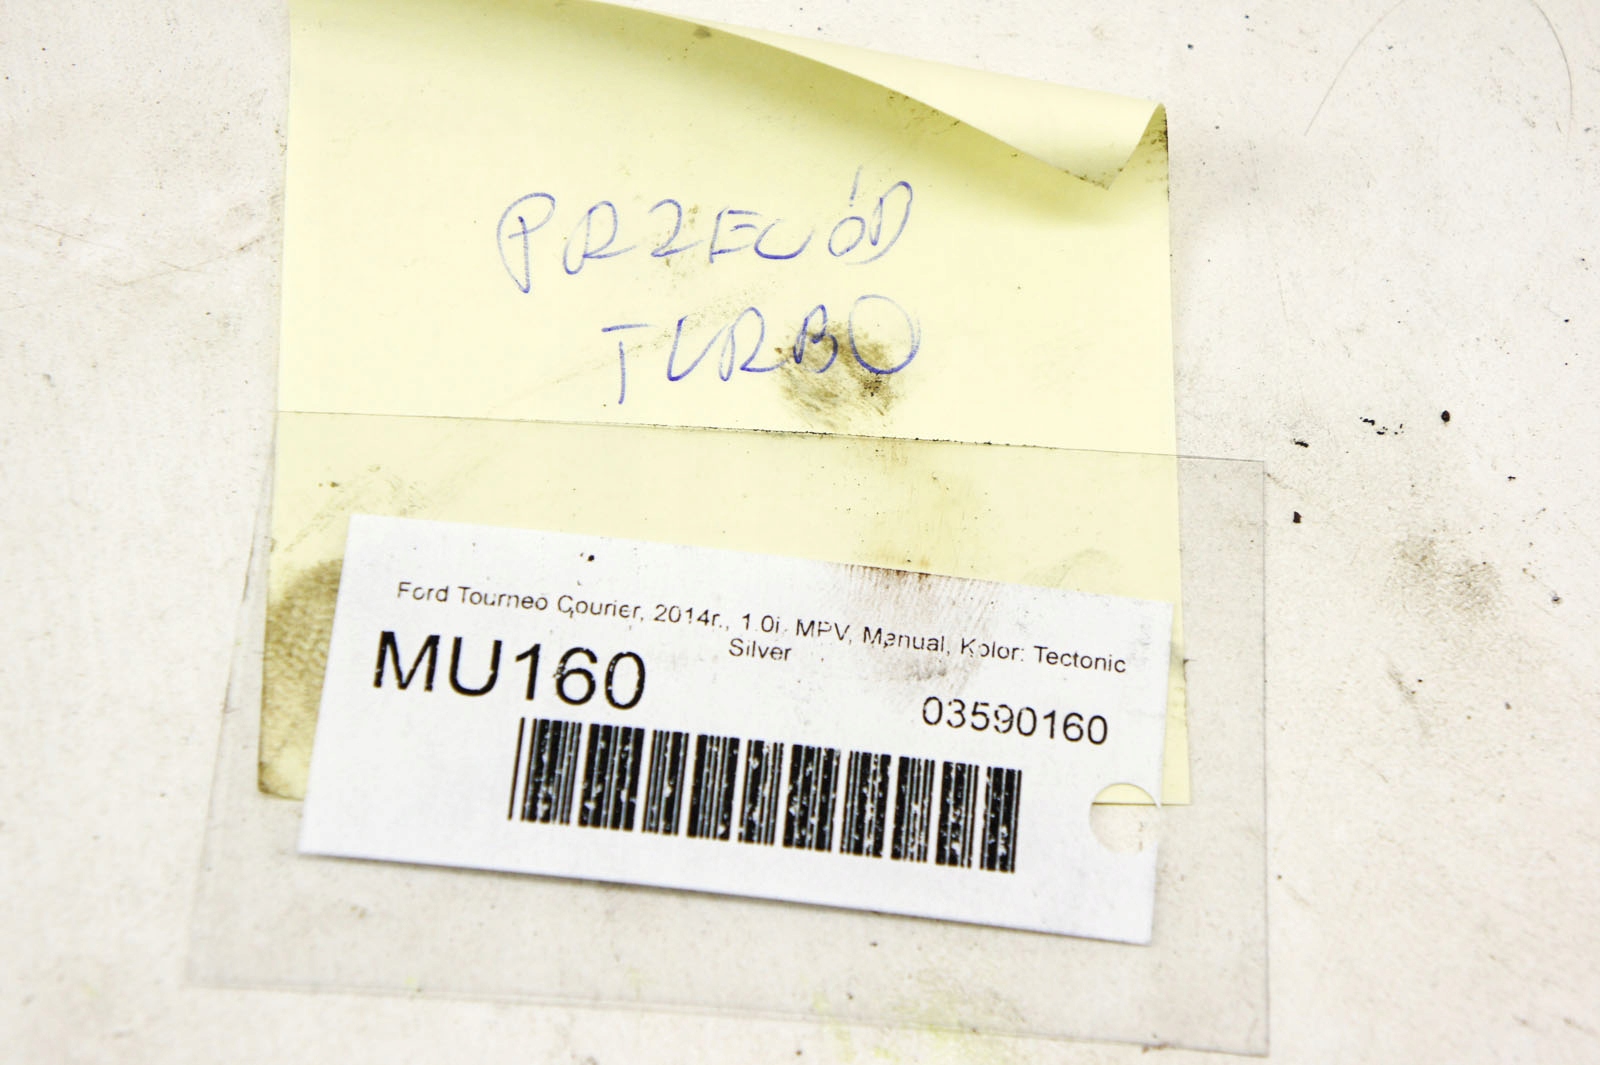 PRZEWÓD
TURBO
Ford Tourneo Courier, 2014r., 1.0i, MPV, Manual, Kolor: Tectonic
Silver
MU160
03590160